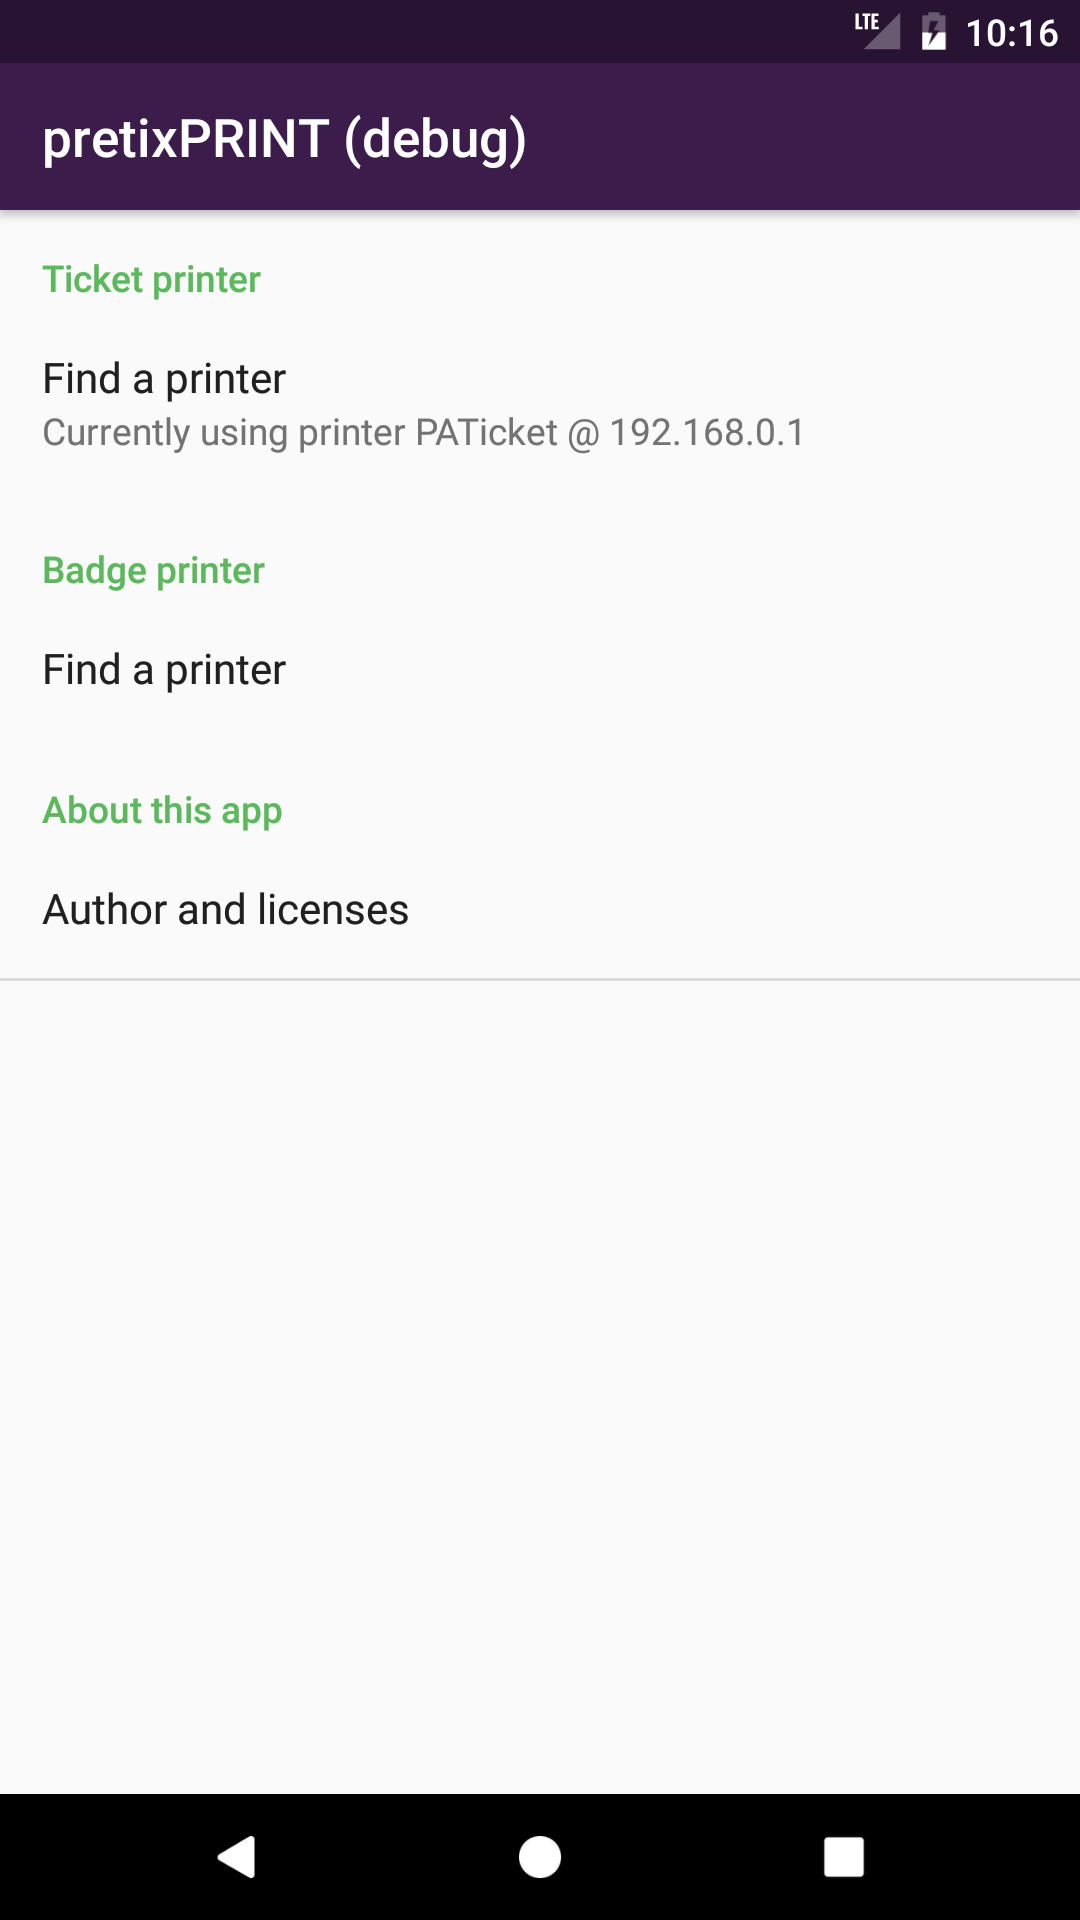 LTE 10:16
pretixPRINT (debug)
Ticket printer
Find a printer
Currently using printer PATicket @ 192.168.0.1
Badge printer
Find a printer
About this app
Author and licenses